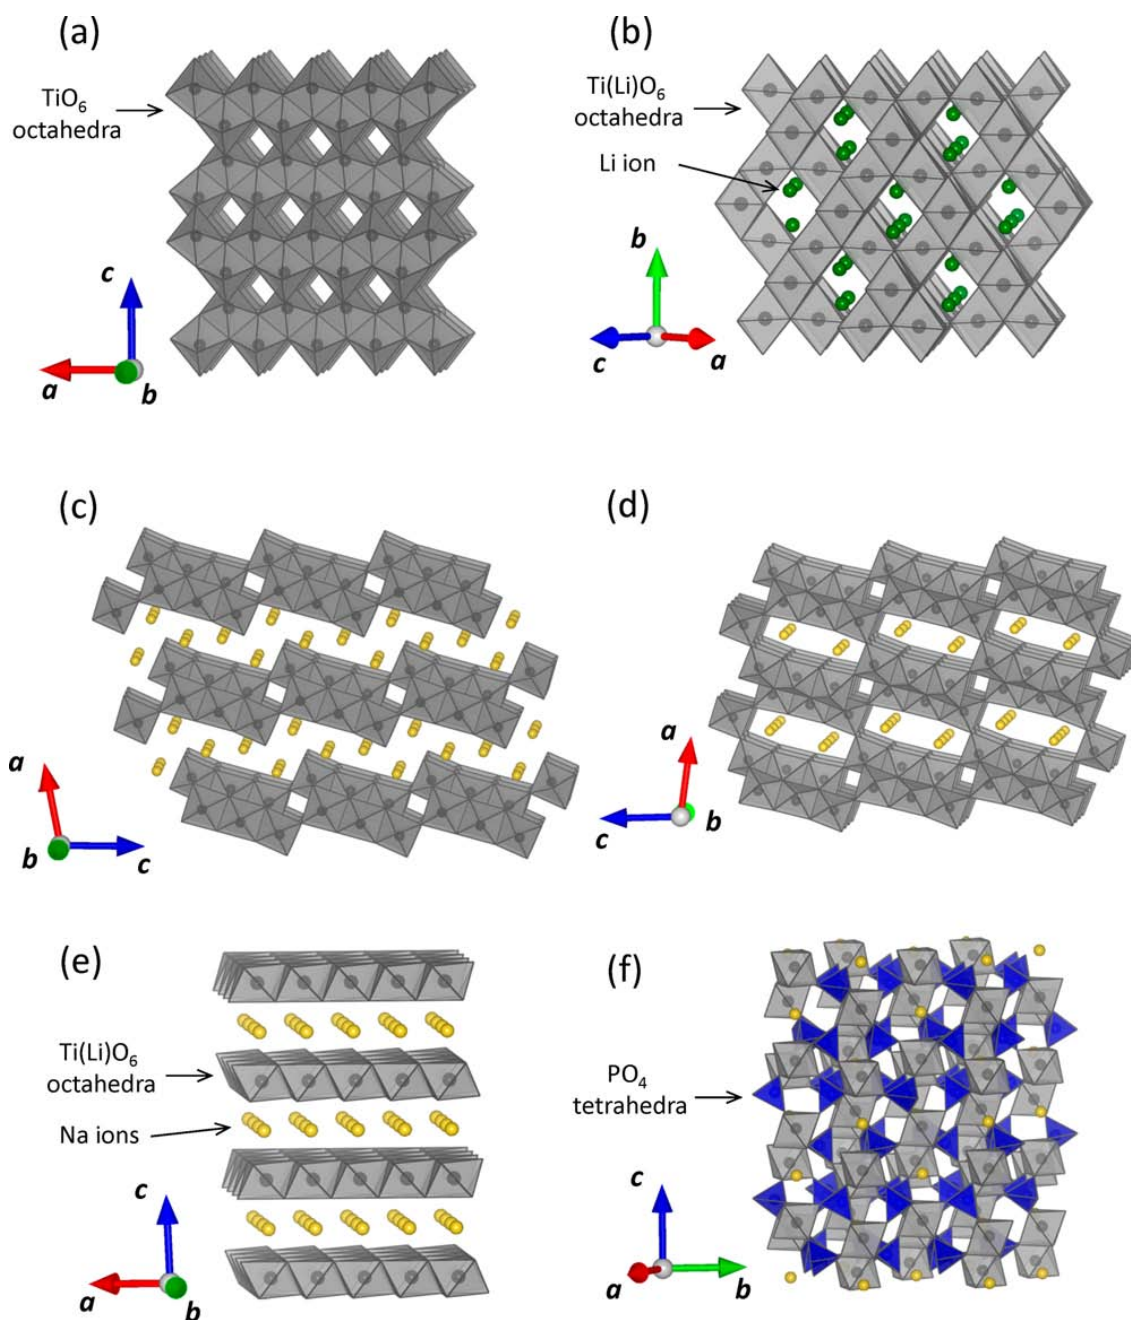 (a)
TiO6
octahedra
c
a
b
(b)
Ti(Li)O6
octahedra
Li ion
b
c
a
(c)
a
b
c
(d)
a
c
b
(e)
Ti(Li)O6
octahedra
Na ions
c
a
b
(f)
PO4
tetrahedra
c
a
b